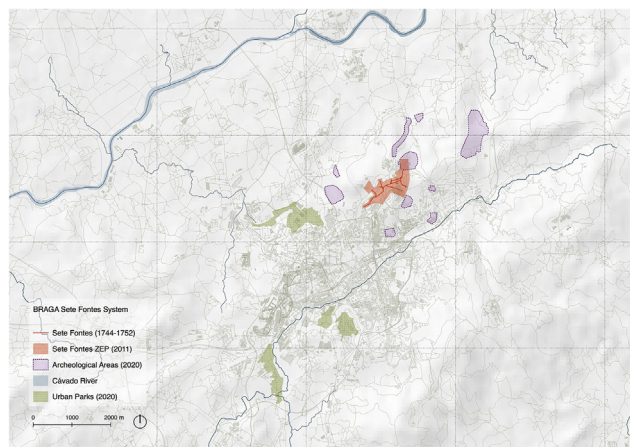 BRAGA Sete Fontes System
Sete Fontes (1744-1752)
Sete Fontes ZEP (2011)
Archeological Areas (2020)
Cávado River
Urban Parks (2020)
0 1000 2000 m